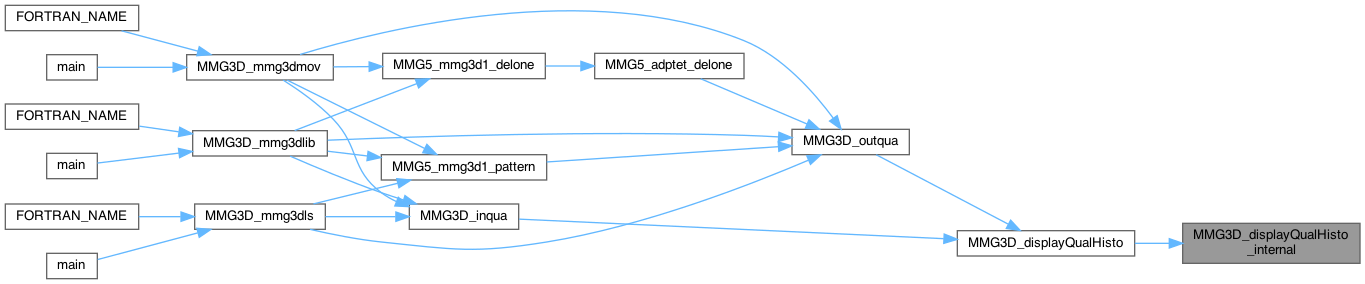 FORTRAN_NAME
main
FORTRAN_NAME
main
FORTRAN_NAME
main
MMG3D_mmg3dmov
MMG3D_mmg3dlib
MMG3D_mmg3dls
MMG5_mmg3d1_delone
MMG5_mmg3d1_pattern
MMG3D_inqua
MMG5_adptet_delone
MMG3D_outqua
MMG3D_displayQualHisto
MMG3D_displayQualHisto
_internal